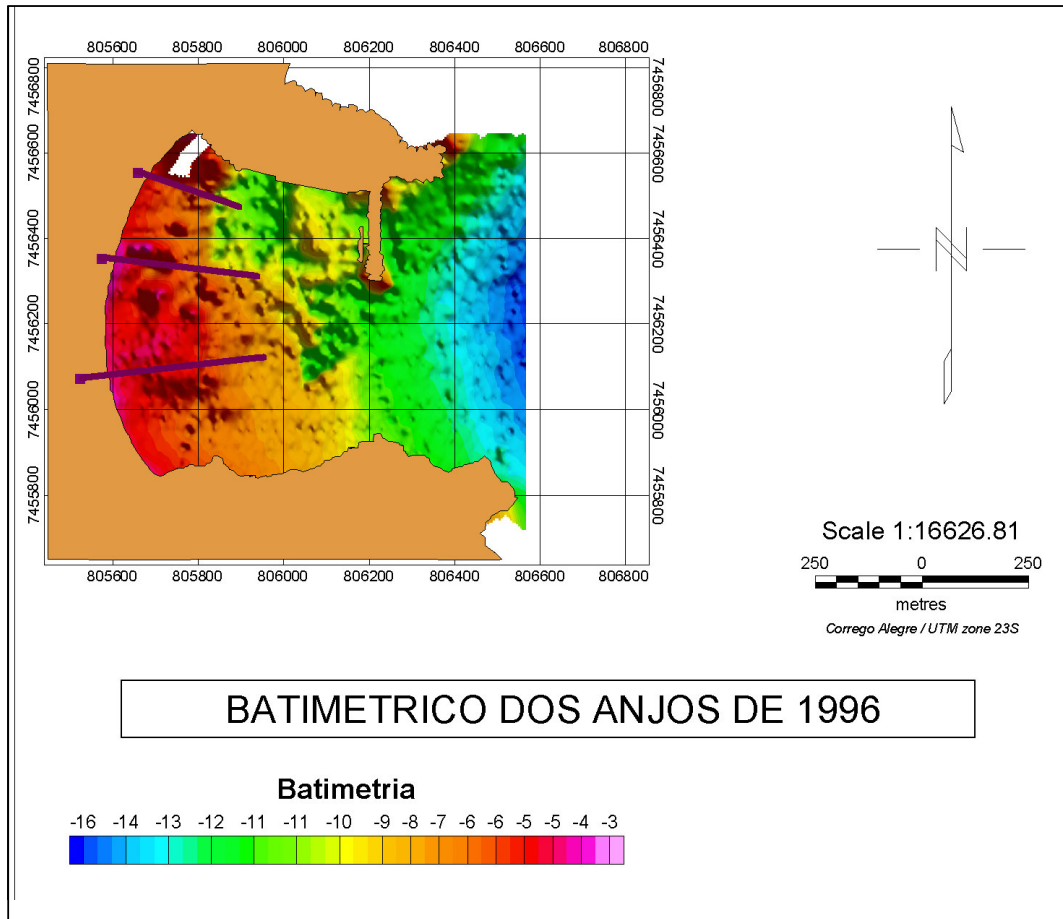 805600 805800 806000 806200 806400 806600 806800
7456800 7456800
7456600 7456600
7456400 7456400
7456200 7456200
7456000 7456000
7455800 7455800
805600 805800 806000 806200 806400 806600 806800
N
Scale 1:16626.81
250 0 250
metres
Corrego Alegre / UTM zone 23S
BATIMETRICO DOS ANJOS DE 1996
Batimetria
-16 -14 -13 -12 -11 -11 -10 -9 -8 -7 -6 -6 -5 -5 -4 -3